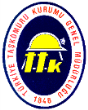 TÜRKİYE TAŞKÖMÜRÜ KURUMU GENEL MÜDÜRLÜĞÜ
ttk
1848